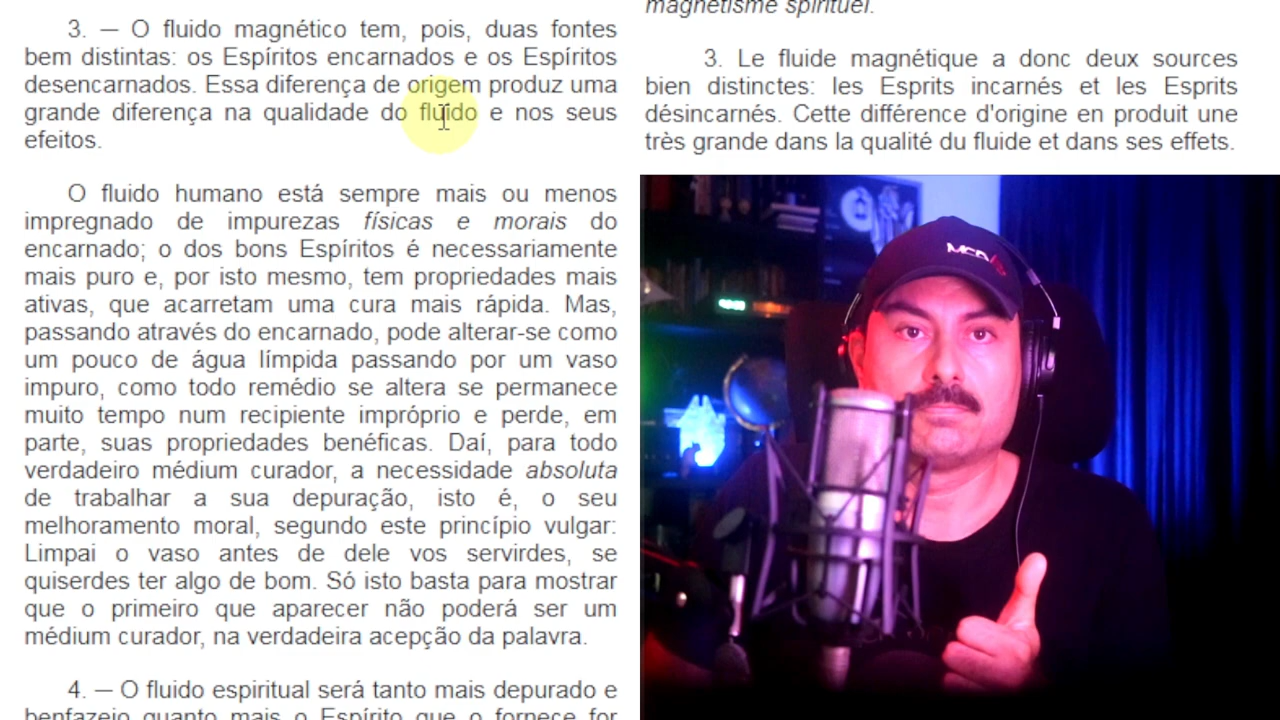 3. — O fluido magnético tem, pois, duas fontes
bem distintas: os Espíritos encarnados e os Espíritos
desencarnados. Essa diferença de origem produz uma
grande diferença na qualidade do fluido e nos seus
efeitos.
O fluido humano está sempre mais ou menos
impregnado de impurezas físicas e morais do
encarnado; o dos bons Espíritos é necessariamente
mais puro e, por isto mesmo, tem propriedades mais
ativas, que acarretam uma cura mais rápida. Mas,
passando através do encarnado, pode alterar-se como
um pouco de água límpida passando por um vaso
impuro, como todo remédio se altera se permanece
muito tempo num recipiente impróprio e perde, em
parte, suas propriedades benéficas. Daí, para todo
verdadeiro médium curador, a necessidade absoluta
de trabalhar a sua depuração, isto é, o seu
melhoramento moral, segundo este princípio vulgar:
Limpai o vaso antes de dele vos servirdes, se
quiserdes ter algo de bom. Só isto basta para mostrar
que o primeiro que aparecer não poderá ser um
médium curador, na verdadeira acepção da palavra.
4. — O fluido espiritual será tanto mais depurado e
benfazejo quanto mais o Espírito que o fornece for
magnétisme spirituel.
3. Le fluide magnétique a donc deux sources
bien distinctes: les Esprits incarnés et les Esprits
désincarnés. Cette différence d'origine en produit une
très grande dans la qualité du fluide et dans ses effets.